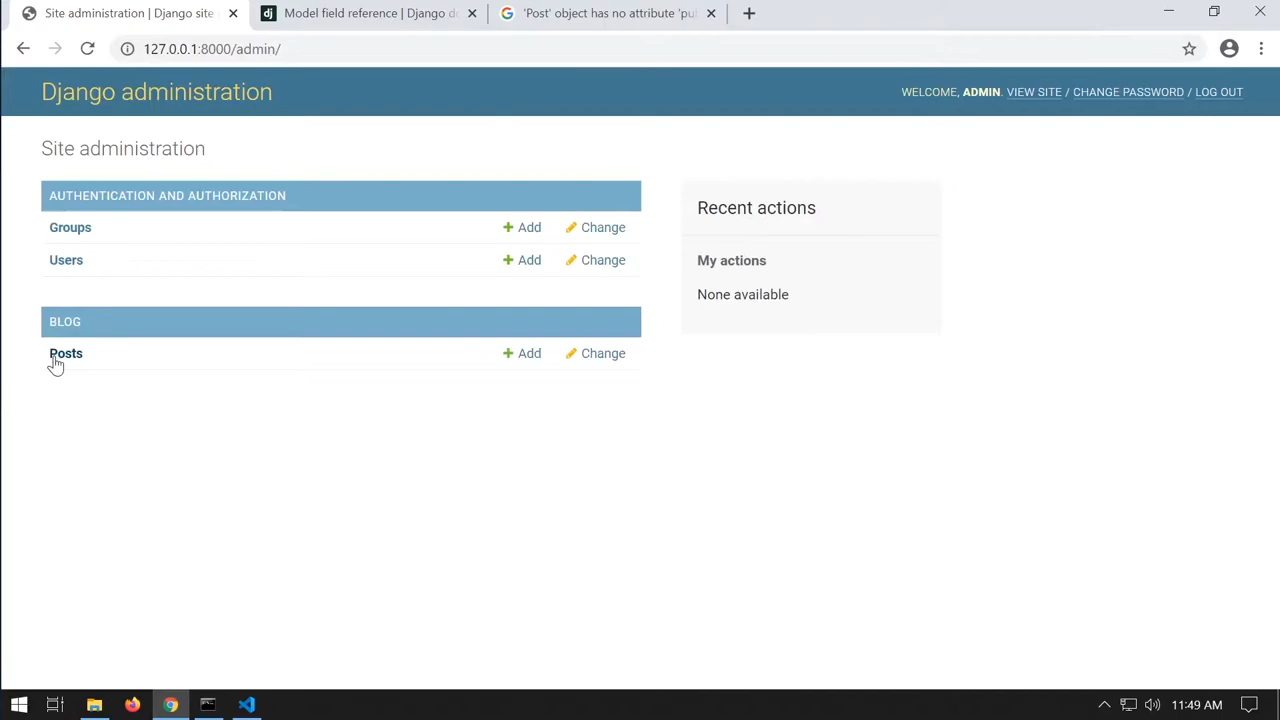 Site administration | Django site
Model field reference | Django d
'Post' object has no attribute 'pu
127.0.0.1:8000/admin/
Django administration
WELCOME, ADMIN. VIEW SITE / CHANGE PASSWORD / LOG OUT
Site administration
AUTHENTICATION AND AUTHORIZATION
Groups Add Change
Users Add Change
Recent actions
My actions
None available
BLOG
Posts Add Change
11:49 AM